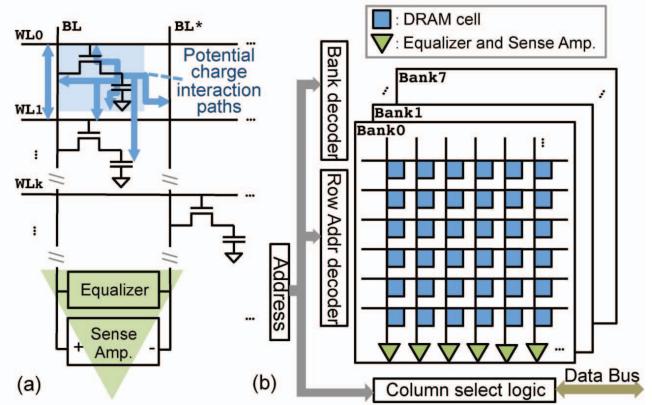 (a)
BL
BL*
WL0
...
Potential
charge
interaction
paths
WL1
...
...
WLk
...
...
Equalizer
Sense
+ Amp. -
...
(b)
: DRAM cell
: Equalizer and Sense Amp.
Address
Bank decoder
Row Addr decoder
Bank7
...
...
Bank1
Bank0
...
...
Column select logic
Data Bus